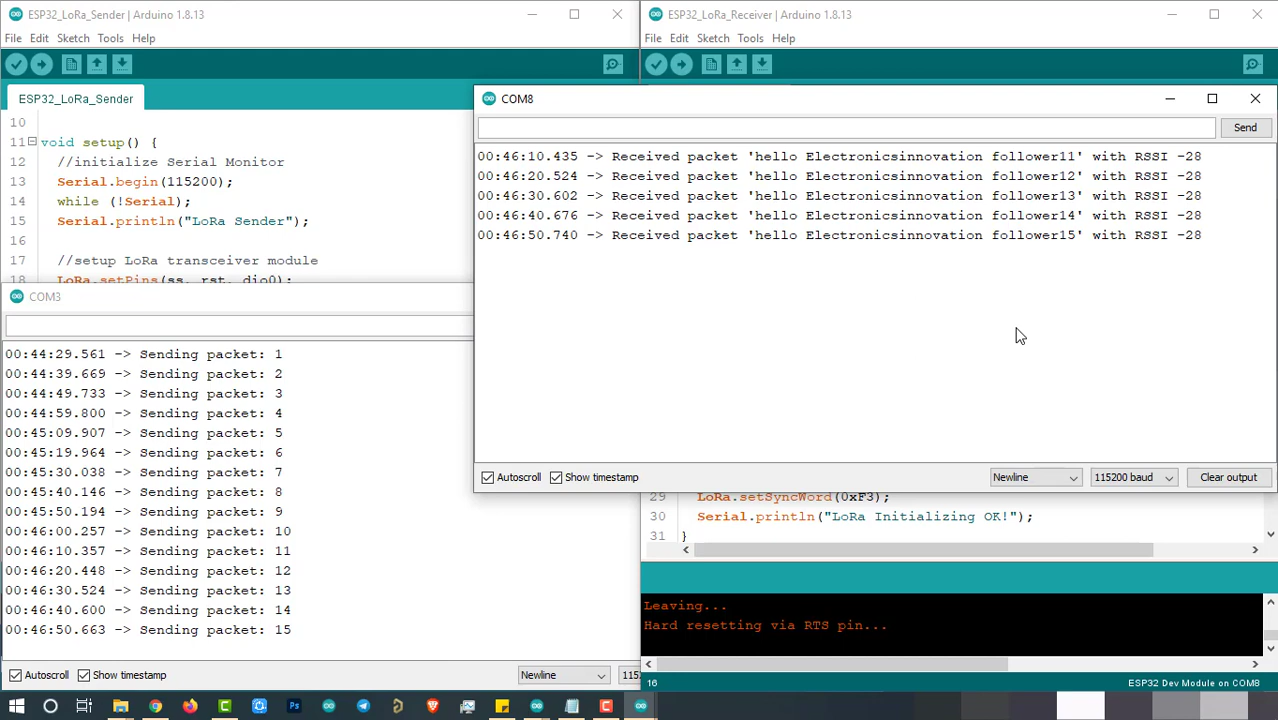 ESP32_LoRa_Sender | Arduino 1.8.13
File Edit Sketch Tools Help
ESP32_LoRa_Sender
10
11 void setup() {
12 //initialize Serial Monitor
13 Serial.begin(115200);
14 while (!Serial);
15 Serial.println("LoRa Sender");
16
17 //setup LoRa transceiver module
18 LoRa.setPins(ss, rst, dio0);
COM3
00:44:29.561 -> Sending packet: 1
00:44:39.669 -> Sending packet: 2
00:44:49.733 -> Sending packet: 3
00:44:59.800 -> Sending packet: 4
00:45:09.907 -> Sending packet: 5
00:45:19.964 -> Sending packet: 6
00:45:30.038 -> Sending packet: 7
00:45:40.146 -> Sending packet: 8
00:45:50.194 -> Sending packet: 9
00:46:00.257 -> Sending packet: 10
00:46:10.357 -> Sending packet: 11
00:46:20.448 -> Sending packet: 12
00:46:30.524 -> Sending packet: 13
00:46:40.600 -> Sending packet: 14
00:46:50.663 -> Sending packet: 15
Autoscroll Show timestamp Newline 115
ESP32_LoRa_Receiver | Arduino 1.8.13
File Edit Sketch Tools Help
COM8
Send
00:46:10.435 -> Received packet 'hello Electronicsinnovation follower11' with RSSI -28
00:46:20.524 -> Received packet 'hello Electronicsinnovation follower12' with RSSI -28
00:46:30.602 -> Received packet 'hello Electronicsinnovation follower13' with RSSI -28
00:46:40.676 -> Received packet 'hello Electronicsinnovation follower14' with RSSI -28
00:46:50.740 -> Received packet 'hello Electronicsinnovation follower15' with RSSI -28
Autoscroll Show timestamp Newline 115200 baud Clear output
29 LoRa.setSyncWord(0xF3);
30 Serial.println("LoRa Initializing OK!");
31 }
Leaving...
Hard resetting via RTS pin...
16 ESP32 Dev Module on COM8
Ps